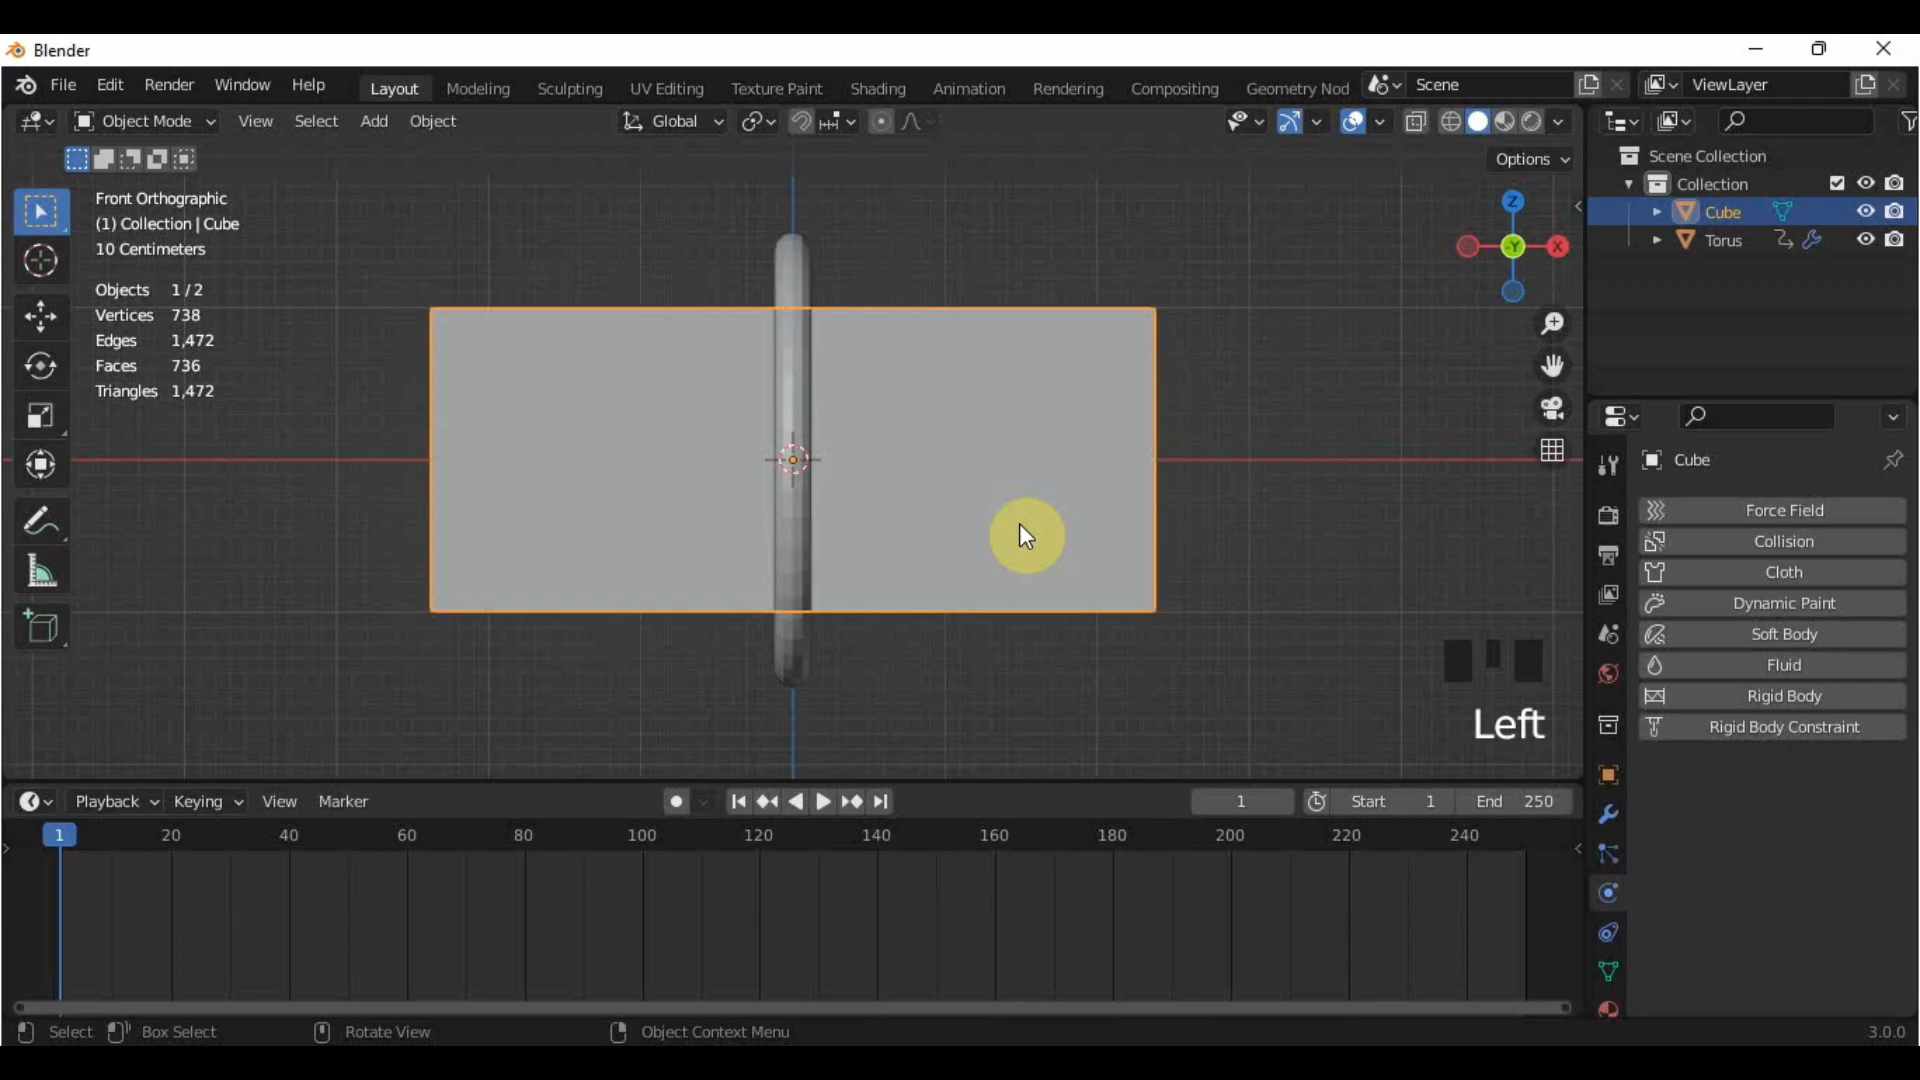 Blender
File Edit Render Window Help Layout Modeling Sculpting UV Editing Texture Paint Shading Animation Rendering Compositing Geometry Nod Scene ViewLayer
Object Mode View Select Add Object Global
Options
Front Orthographic
(1) Collection | Cube
10 Centimeters
Objects 1 / 2
Vertices 738
Edges 1,472
Faces 736
Triangles 1,472
Z
-Y X
Left
Scene Collection
Collection
Cube
Torus
Cube
Force Field
Collision
Cloth
Dynamic Paint
Soft Body
Fluid
Rigid Body
Rigid Body Constraint
Playback Keying View Marker 1 Start 1 End 250
1 20 40 60 80 100 120 140 160 180 200 220 240
Select Box Select Rotate View Object Context Menu 3.0.0